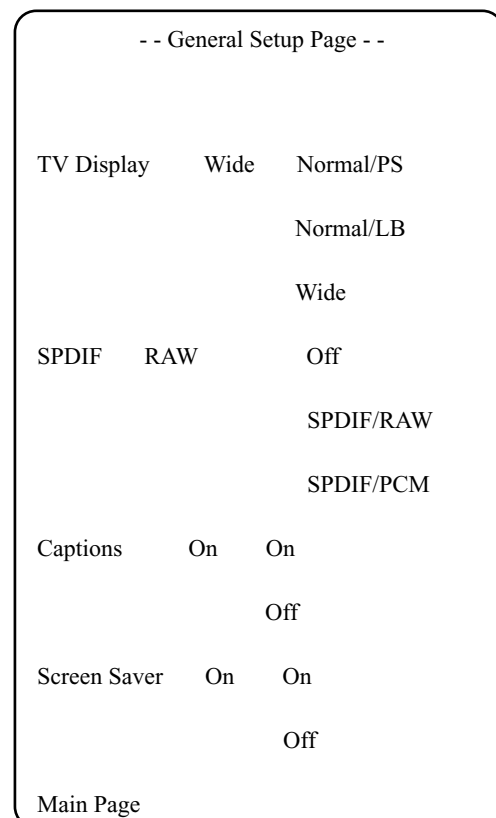 - - General Setup Page - -
TV Display Wide Normal/PS
Normal/LB
Wide
SPDIF RAW Off
SPDIF/RAW
SPDIF/PCM
Captions On On
Off
Screen Saver On On
Off
Main Page